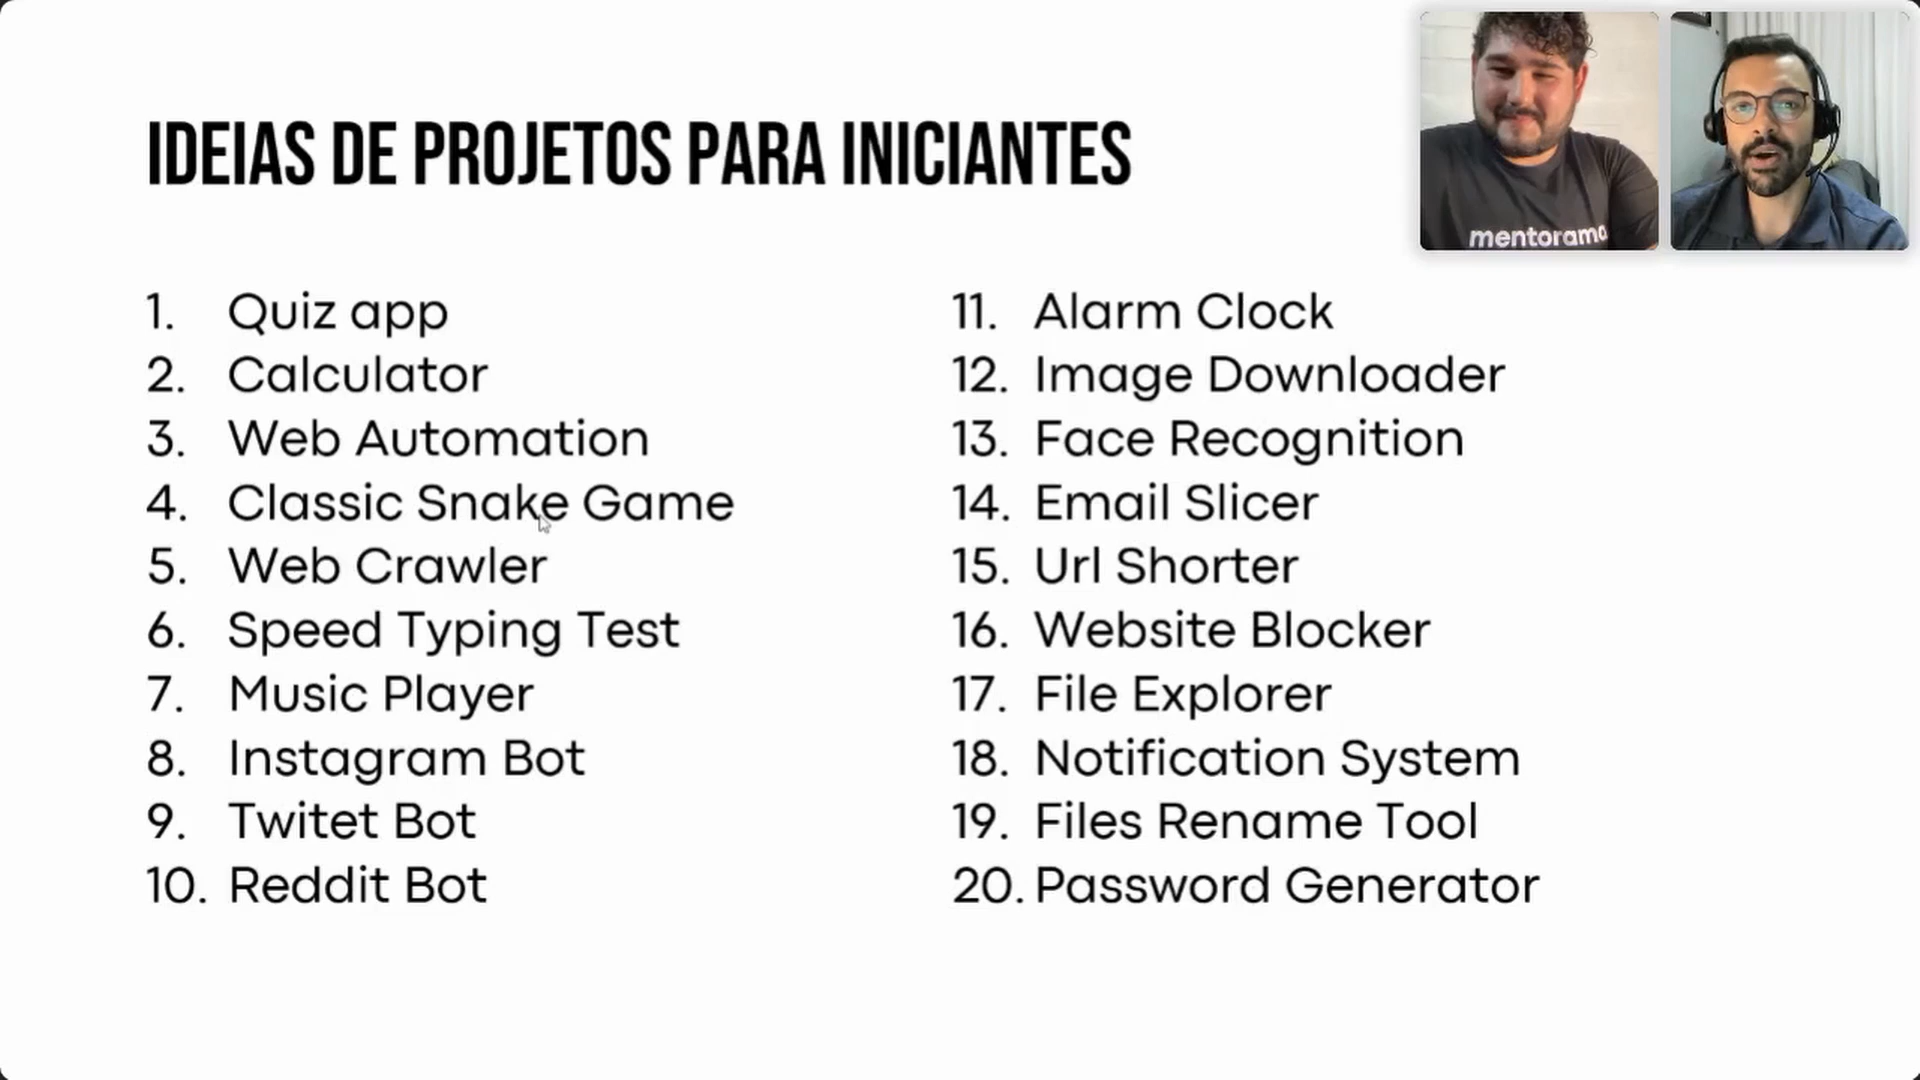 IDEIAS DE PROJETOS PARA INICIANTES
mentorama
1. Quiz app
2. Calculator
3. Web Automation
4. Classic Snake Game
5. Web Crawler
6. Speed Typing Test
7. Music Player
8. Instagram Bot
9. Twitet Bot
10. Reddit Bot
11. Alarm Clock
12. Image Downloader
13. Face Recognition
14. Email Slicer
15. Url Shorter
16. Website Blocker
17. File Explorer
18. Notification System
19. Files Rename Tool
20. Password Generator